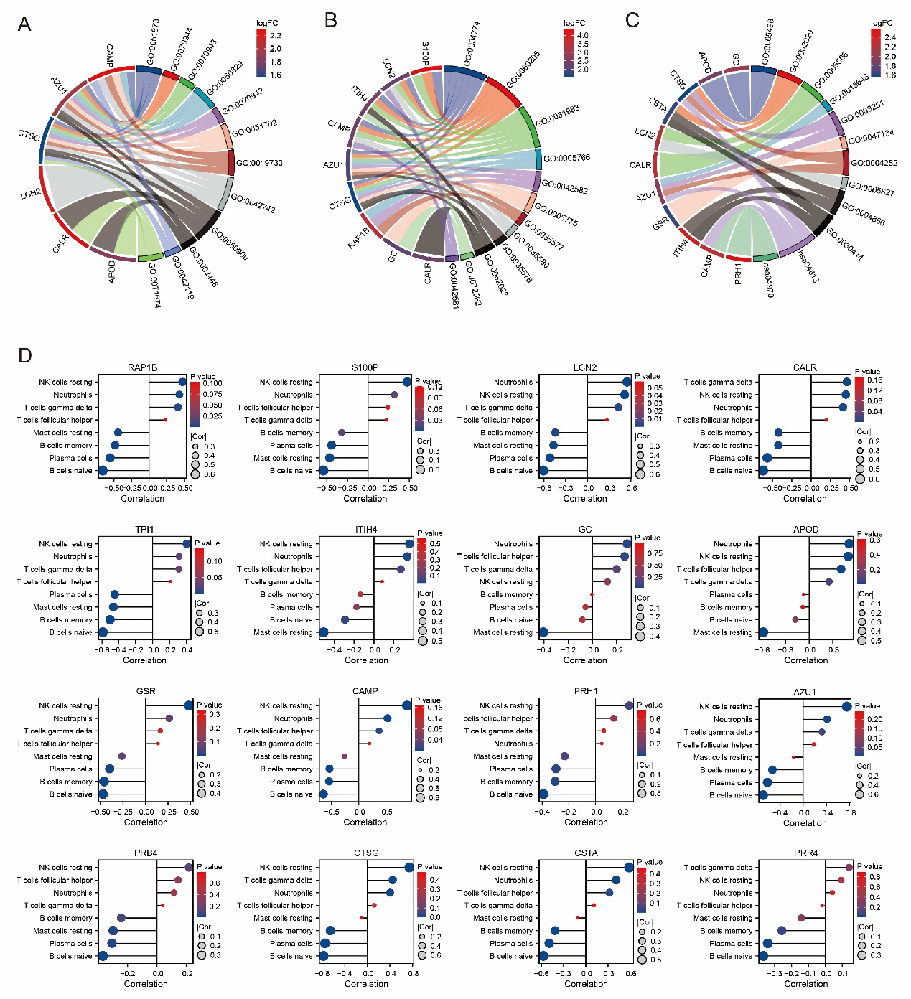 A
logFC
2.2
2.0
1.8
1.6
CAMP
AZU1
CTSG
LCN2
CALR
APOD
GO:0051873
GO:0070944
GO:0070943
GO:0050829
GO:0070942
GO:0051702
GO:0019730
GO:0042742
GO:0050900
GO:0002446
GO:0042119
GO:0071674
B
logFC
4.0
3.5
3.0
2.5
2.0
S100P
LCN2
ITIH4
CAMP
AZU1
CTSG
RAP1B
GC
CALR
GO:0034774
GO:0060205
GO:0031983
GO:0005766
GO:0042582
GO:0005775
GO:0035577
GO:0035580
GO:0035578
GO:0062023
GO:0072562
GO:0042581
C
logFC
2.4
2.2
2.0
1.8
1.6
GC
APOD
CTSG
CSTA
LCN2
CALR
AZU1
GSR
ITIH4
CAMP
PRH1
GO:0005496
GO:0002020
GO:0005506
GO:0015643
GO:0008201
GO:0047134
GO:0004252
GO:0005527
GO:0004866
GO:0030414
hsa04613
hsa04970
D
RAP1B
NK cells resting
Neutrophils
T cells gamma delta
T cells follicular helper
Mast cells resting
B cells memory
Plasma cells
B cells naive
−0.50−0.25 0.00 0.25 0.50
Correlation
P value
0.100
0.075
0.050
0.025
|Cor|
0.3
0.4
0.5
0.6
S100P
NK cells resting
Neutrophils
T cells follicular helper
T cells gamma delta
B cells memory
Plasma cells
Mast cells resting
B cells naive
−0.50 −0.25 0.00 0.25 0.50
Correlation
P value
0.12
0.09
0.06
0.03
|Cor|
0.3
0.4
0.5
LCN2
Neutrophils
NK cells resting
T cells gamma delta
T cells follicular helper
B cells memory
Mast cells resting
Plasma cells
B cells naive
−0.6 −0.3 0.0 0.3 0.6
Correlation
P value
0.05
0.04
0.03
0.02
0.01
|Cor|
0.3
0.4
0.5
0.6
CALR
T cells gamma delta
NK cells resting
Neutrophils
T cells follicular helper
B cells memory
Mast cells resting
Plasma cells
B cells naive
−0.50 −0.25 0.00 0.25 0.50
Correlation
P value
0.16
0.12
0.08
0.04
|Cor|
0.2
0.3
0.4
0.5
0.6
TPI1
NK cells resting
Neutrophils
T cells gamma delta
T cells follicular helper
Plasma cells
Mast cells resting
B cells memory
B cells naive
−0.6 −0.4 −0.2 0.0 0.2 0.4
Correlation
P value
0.10
0.05
|Cor|
0.3
0.4
0.5
ITIH4
NK cells resting
Neutrophils
T cells follicular helper
T cells gamma delta
B cells memory
Plasma cells
B cells naive
Mast cells resting
−0.4 −0.2 0.0 0.2
Correlation
P value
0.5
0.4
0.3
0.2
0.1
|Cor|
0.1
0.2
0.3
0.4
0.5
GC
Neutrophils
T cells follicular helper
T cells gamma delta
NK cells resting
B cells memory
Plasma cells
B cells naive
Mast cells resting
−0.4 −0.2 0.0 0.2
Correlation
P value
0.75
0.50
0.25
|Cor|
0.1
0.2
0.3
0.4
APOD
Neutrophils
NK cells resting
T cells follicular helper
T cells gamma delta
Plasma cells
B cells memory
B cells naive
Mast cells resting
−0.6 −0.3 0.0 0.3
Correlation
P value
0.6
0.4
0.2
|Cor|
0.1
0.2
0.3
0.4
0.5
GSR
NK cells resting
Neutrophils
T cells gamma delta
T cells follicular helper
Mast cells resting
Plasma cells
B cells memory
B cells naive
−0.50 −0.25 0.00 0.25 0.50
Correlation
P value
0.3
0.2
0.1
|Cor|
0.2
0.3
0.4
CAMP
NK cells resting
Neutrophils
T cells follicular helper
T cells gamma delta
Mast cells resting
B cells memory
Plasma cells
B cells naive
−0.5 0.0 0.5
Correlation
P value
0.16
0.12
0.08
0.04
|Cor|
0.2
0.4
0.6
0.8
PRH1
NK cells resting
T cells follicular helper
T cells gamma delta
Neutrophils
Mast cells resting
Plasma cells
B cells memory
B cells naive
−0.4 −0.2 0.0 0.2
Correlation
P value
0.6
0.4
0.2
|Cor|
0.1
0.2
0.3
AZU1
NK cells resting
Neutrophils
T cells gamma delta
T cells follicular helper
Mast cells resting
B cells memory
Plasma cells
B cells naive
−0.4 0.0 0.4 0.8
Correlation
P value
0.20
0.15
0.10
0.05
|Cor|
0.2
0.4
0.6
PRB4
NK cells resting
T cells follicular helper
Neutrophils
T cells gamma delta
B cells memory
Mast cells resting
Plasma cells
B cells naive
−0.2 0.0 0.2
Correlation
P value
0.6
0.4
0.2
|Cor|
0.1
0.2
0.3
CTSG
NK cells resting
T cells gamma delta
Neutrophils
T cells follicular helper
Mast cells resting
B cells memory
Plasma cells
B cells naive
−0.8 −0.4 0.0 0.4 0.8
Correlation
P value
0.4
0.3
0.2
0.1
0.0
|Cor|
0.2
0.4
0.6
CSTA
NK cells resting
Neutrophils
T cells follicular helper
T cells gamma delta
Mast cells resting
B cells memory
Plasma cells
B cells naive
−0.6 −0.3 0.0 0.3 0.6
Correlation
P value
0.4
0.3
0.2
0.1
|Cor|
0.2
0.3
0.4
0.5
PRR4
T cells gamma delta
NK cells resting
Neutrophils
T cells follicular helper
Mast cells resting
B cells memory
Plasma cells
B cells naive
−0.3 −0.2 −0.1 0.0 0.1
Correlation
P value
0.8
0.6
0.4
0.2
|Cor|
0.1
0.2
0.3